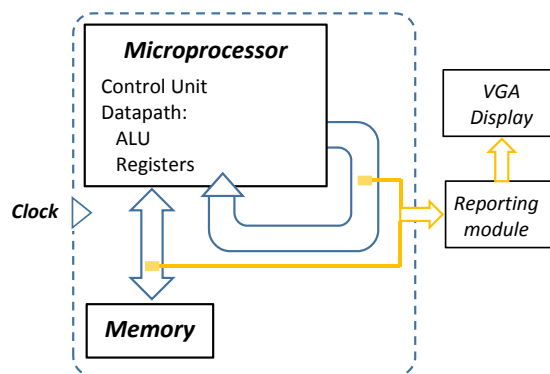 Microprocessor
Control Unit
Datapath:
ALU
Registers
Clock
Memory
VGA
Display
Reporting
module